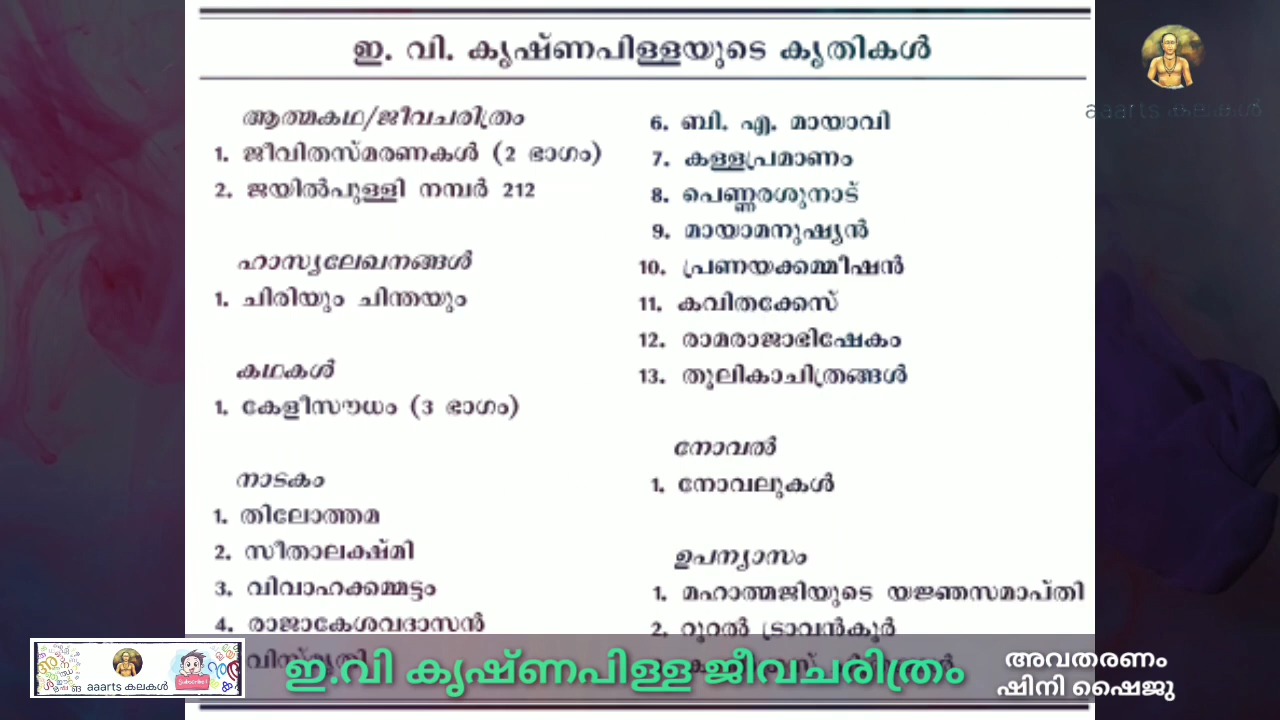 ഇ. വി. കൃഷ്ണപിള്ളയുടെ കൃതികൾ
ആത്മകഥ/ജീവചരിത്രം
1. ജീവിതസ്മരണകൾ (2 ഭാഗം)
2. ജയിൽപുള്ളി നമ്പർ 212
ഹാസ്യലേഖനങ്ങൾ
1. ചിരിയും ചിന്തയും
കഥകൾ
1. കേളീസൗധം (3 ഭാഗം)
നാടകം
1. തിലോത്തമ
2. സീതാലക്ഷ്മി
3. വിവാഹക്കമ്മട്ടം
4. രാജാകേശവദാസൻ
വിസ്മൃതി
6. ബി. എ. മായാവി
7. കള്ളപ്രമാണം
8. പെണ്ണരശുനാട്
9. മായാമനുഷ്യൻ
10. പ്രണയക്കമ്മീഷൻ
11. കവിതക്കേസ്
12. രാമരാജാഭിഷേകം
13. തൂലികാചിത്രങ്ങൾ
നോവൽ
1. നോവലുകൾ
ഉപന്യാസം
1. മഹാത്മജിയുടെ യജ്ഞസമാപ്തി
2. റൂറൽ ട്രാവൻകൂർ
aaarts കലകൾ
aaarts കലകൾ
Subscribe
ഇ.വി കൃഷ്ണപിള്ള ജീവചരിത്രം
അവതരണം
ഷിനി ഷൈജു